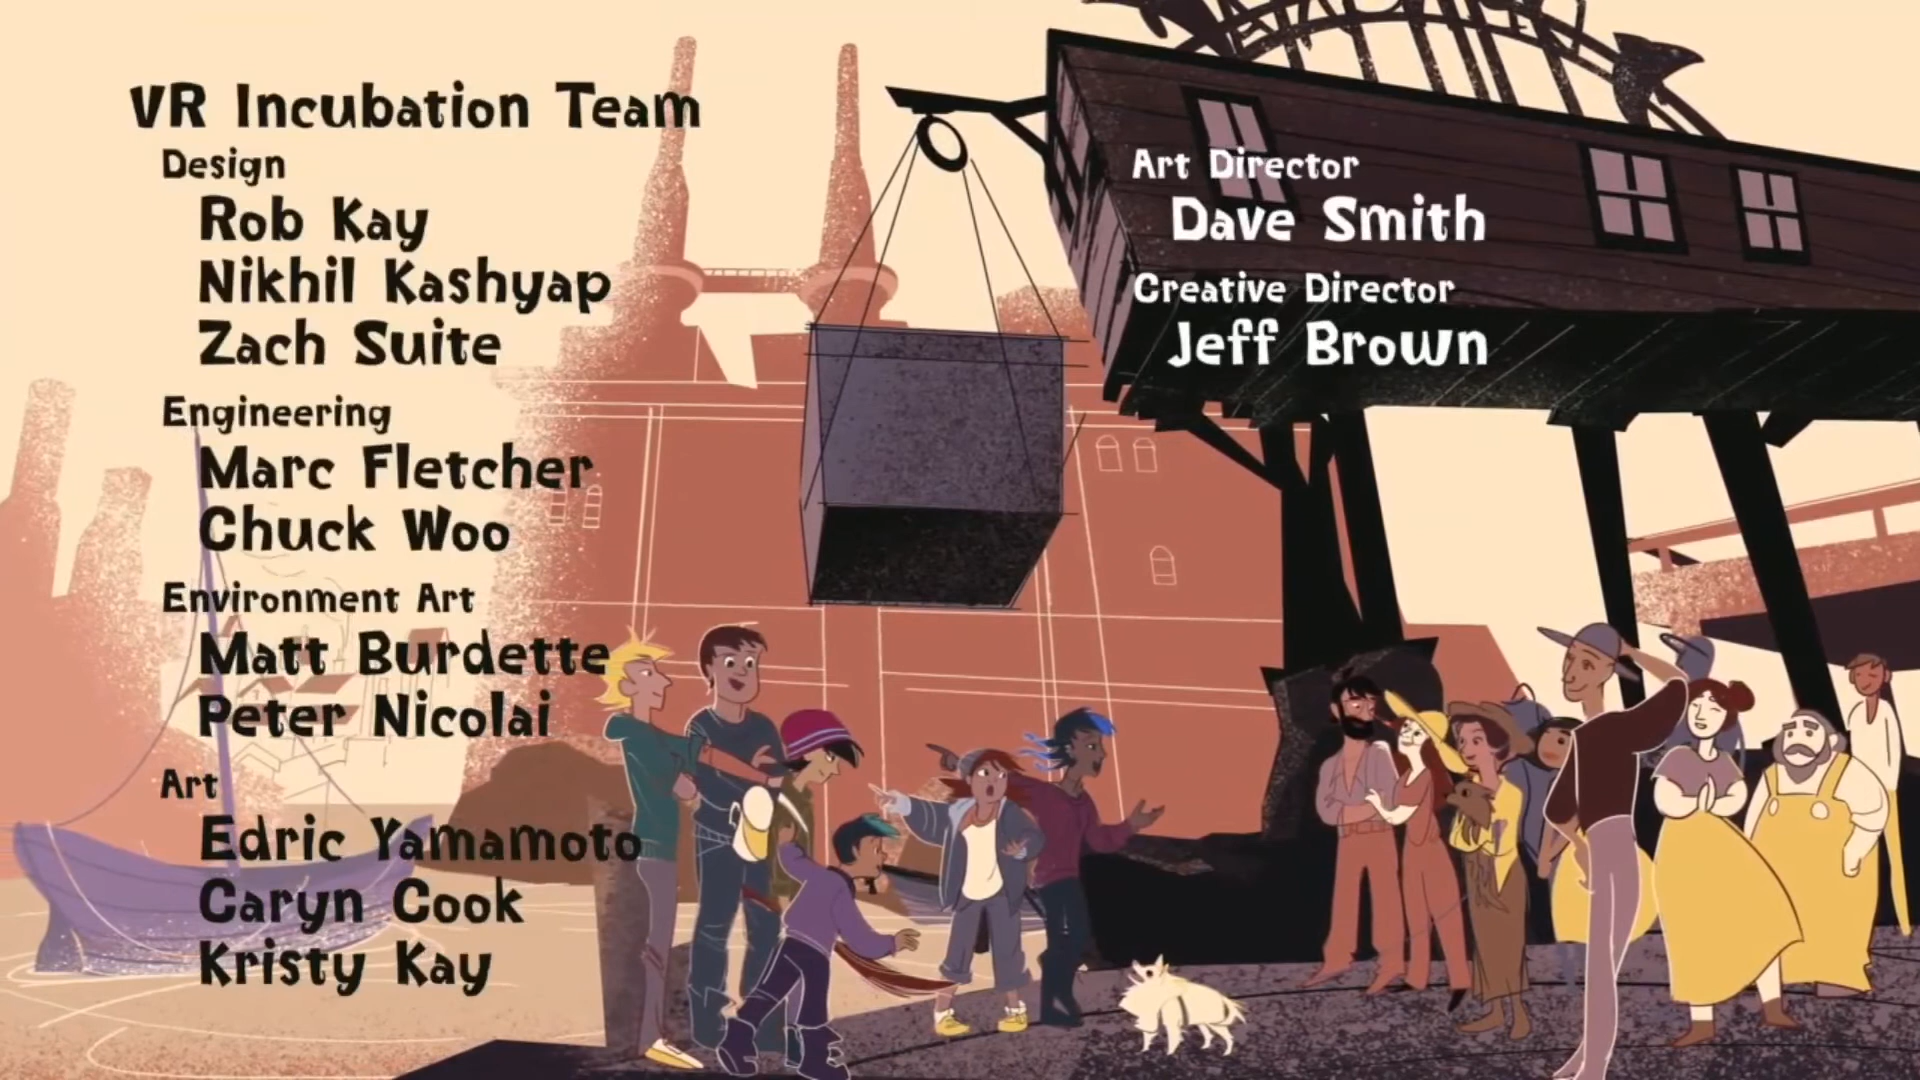 VR Incubation Team
Design
Rob Kay
Nikhil Kashyap
Zach Suite
Engineering
Marc Fletcher
Chuck Woo
Environment Art
Matt Burdette
Peter Nicolai
Art
Edric Yamamoto
Caryn Cook
Kristy Kay
Art Director
Dave Smith
Creative Director
Jeff Brown